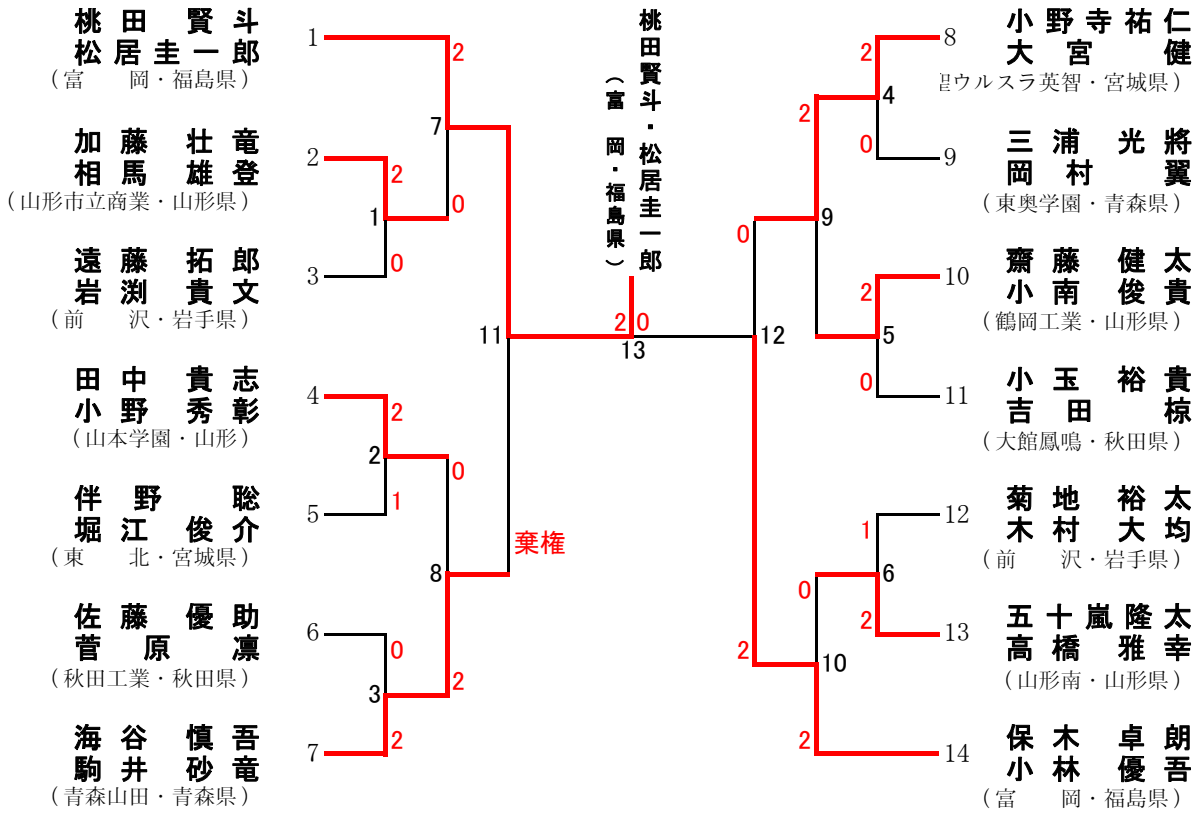 桃田 賢斗
松居圭一郎
（富 岡・福島県）
1
加藤 壮竜
相馬 雄登
（山形市立商業・山形県）
2
遠藤 拓郎
岩渕 貴文
（前 沢・岩手県）
3
田中 貴志
小野 秀彰
（山本学園・山形）
4
伴野 聡
堀江 俊介
（東 北・宮城県）
5
佐藤 優助
菅原 凛
（秋田工業・秋田県）
6
海谷 慎吾
駒井 砂竜
（青森山田・青森県）
7
2
7
0
2
1
0
2
2
1
0
8
棄権
0
3
2
2
11
桃田賢斗・松居圭一郎
（富 岡・福島県）
2 0
13
12
0
2
2
9
2
4
0
2
5
0
1
6
2
0
10
2
8
小野寺祐仁
大宮 健
聖ウルスラ英智・宮城県）
9
三浦 光將
岡村 翼
（東奥学園・青森県）
10
齋藤 健太
小南 俊貴
（鶴岡工業・山形県）
11
小玉 裕貴
吉田 椋
（大館鳳鳴・秋田県）
12
菊地 裕太
木村 大均
（前 沢・岩手県）
13
五十嵐隆太
高橋 雅幸
（山形南・山形県）
14
保木 卓朗
小林 優吾
（富 岡・福島県）